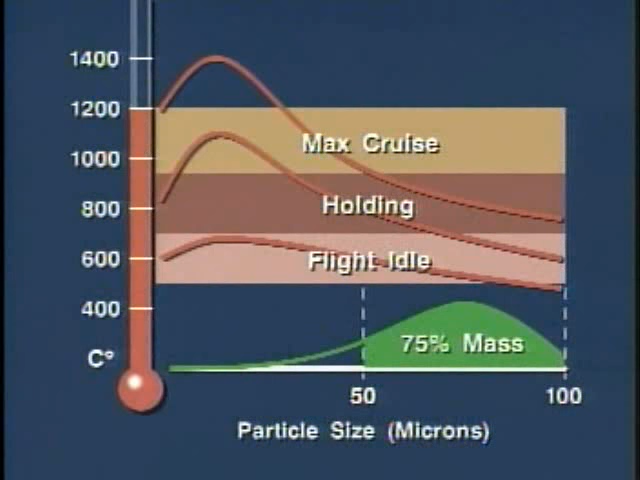 1400
1200
1000
800
600
400
C°
Max Cruise
Holding
Flight Idle
75% Mass
50
100
Particle Size (Microns)